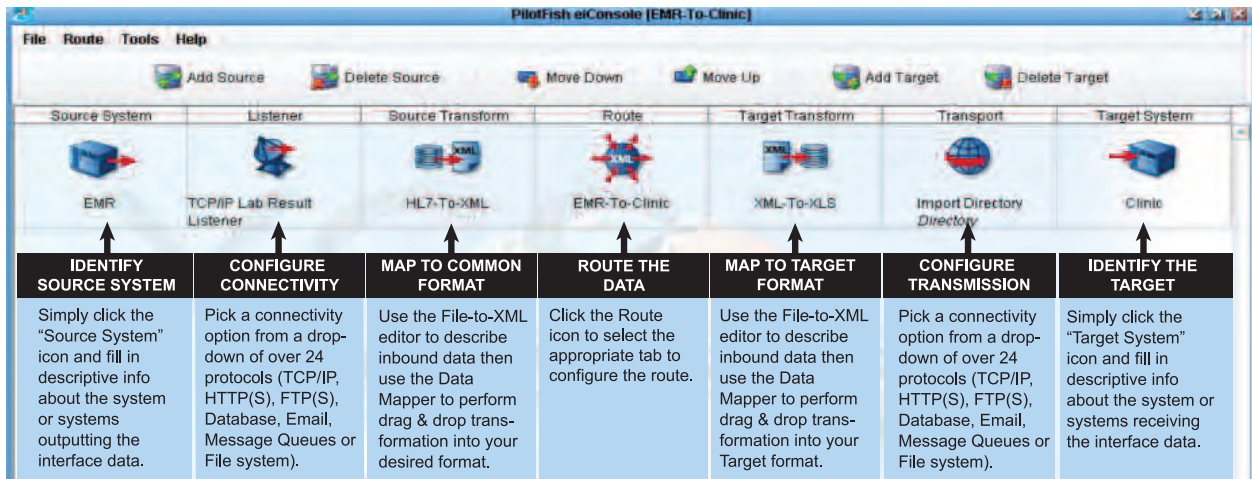 PilotFish eiConsole [EMR-To-Clinic]
File Route Tools Help
Add Source Delete Source Move Down Move Up Add Target Delete Target
Source System Listener Source Transform Route Target Transform Transport Target System
XML XML XML
EMR
TCP/IP Lab Result
Listener
HL7-To-XML
EMR-To-Clinic
XML-To-XLS
Import Directory
Directory
Clinic
IDENTIFY
SOURCE SYSTEM
Simply click the
“Source System”
icon and fill in
descriptive info
about the system
or systems
outputting the
interface data.
CONFIGURE
CONNECTIVITY
Pick a connectivity
option from a drop-
down of over 24
protocols (TCP/IP,
HTTP(S), FTP(S),
Database, Email,
Message Queues or
File system).
MAP TO COMMON
FORMAT
Use the File-to-XML
editor to describe
inbound data then
use the Data
Mapper to perform
drag & drop trans-
formation into your
desired format.
ROUTE THE
DATA
Click the Route
icon to select the
appropriate tab to
configure the route.
MAP TO TARGET
FORMAT
Use the File-to-XML
editor to describe
inbound data then
use the Data
Mapper to perform
drag & drop trans-
formation into your
Target format.
CONFIGURE
TRANSMISSION
Pick a connectivity
option from a drop-
down of over 24
protocols (TCP/IP,
HTTP(S), FTP(S),
Database, Email,
Message Queues or
File system).
IDENTIFY THE
TARGET
Simply click the
“Target System”
icon and fill in
descriptive info
about the system or
systems receiving
the interface data.